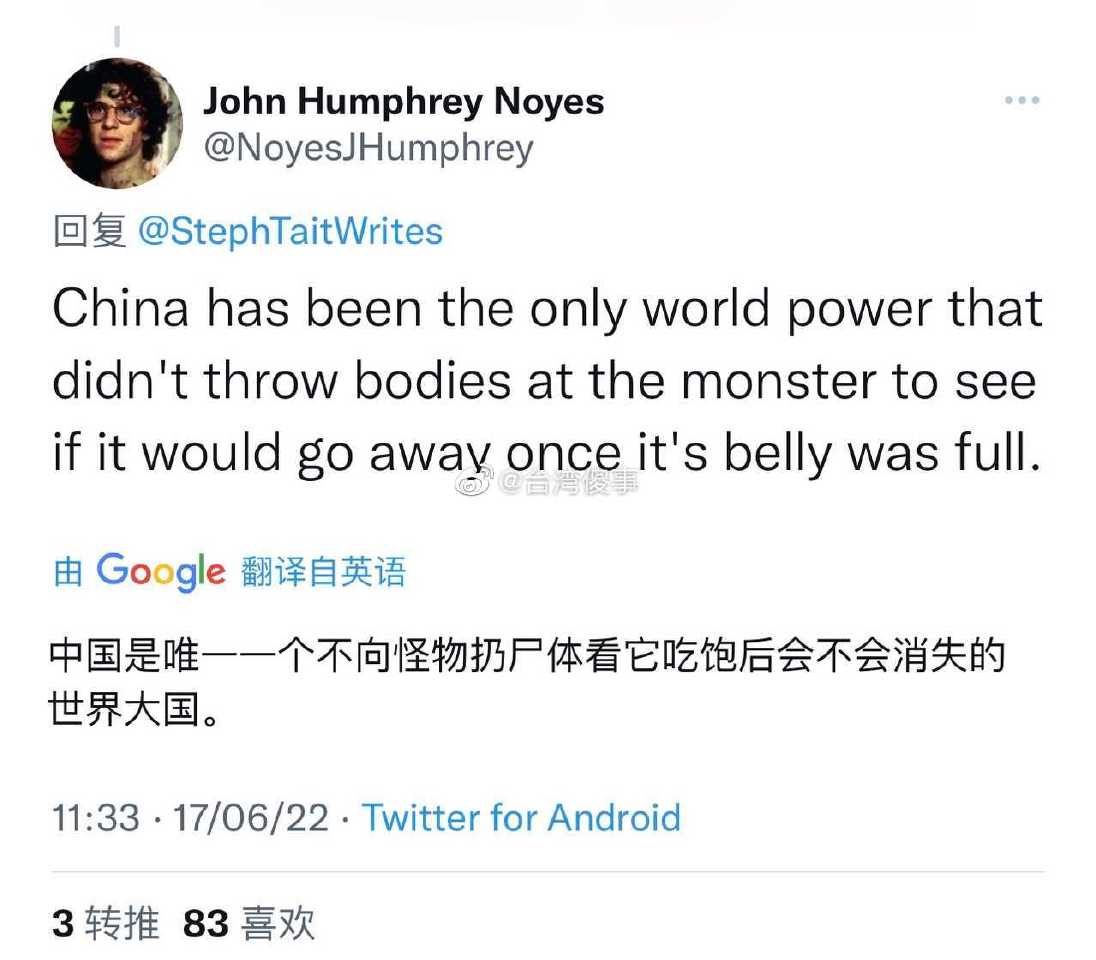 John Humphrey Noyes
@NoyesJHumphrey
回复 @StephTaitWrites
China has been the only world power that
didn't throw bodies at the monster to see
if it would go away once it's belly was full.
@台湾傻事
由 Google 翻译自英语
中国是唯一一个不向怪物扔尸体看它吃饱后会不会消失的
世界大国。
11:33 · 17/06/22 · Twitter for Android
3 转推 83 喜欢